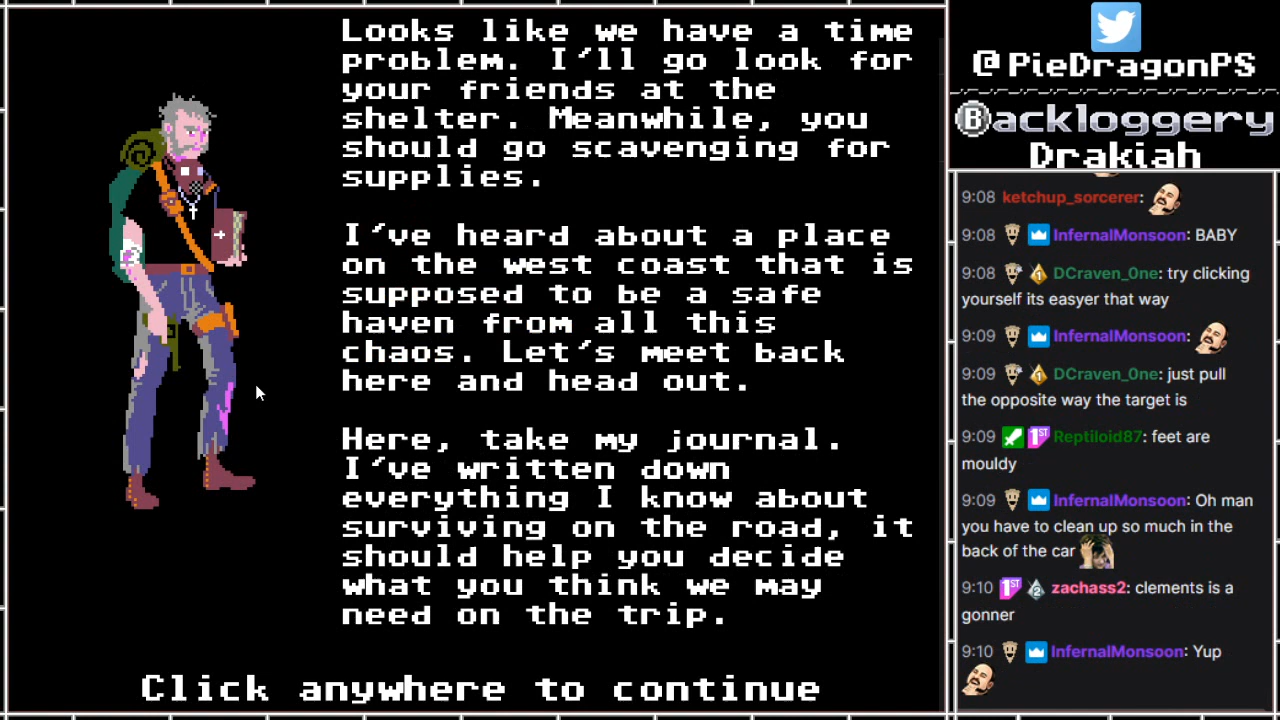 Looks like we have a time
problem. I'll go look for
your friends at the
shelter. Meanwhile, you
should go scavenging for
supplies.
I've heard about a place
on the west coast that is
supposed to be a safe
haven from all this
chaos. Let's meet back
here and head out.
Here, take my journal.
I've written down
everything I know about
surviving on the road, it
should help you decide
what you think we may
need on the trip.
Click anywhere to continue
@PieDragonPS
Backloggery
Drakiah
9:08 ketchup_sorcerer:
9:08 InfernalMonsoon: BABY
9:08 1 DCraven_One: try clicking
yourself its easyer that way
9:09 InfernalMonsoon:
9:09 1 DCraven_One: just pull
the opposite way the target is
9:09 1ST Reptiloid87: feet are
mouldy
9:09 InfernalMonsoon: Oh man
you have to clean up so much in the
back of the car
9:10 1ST 2 zachass2: clements is a
gonner
9:10 InfernalMonsoon: Yup